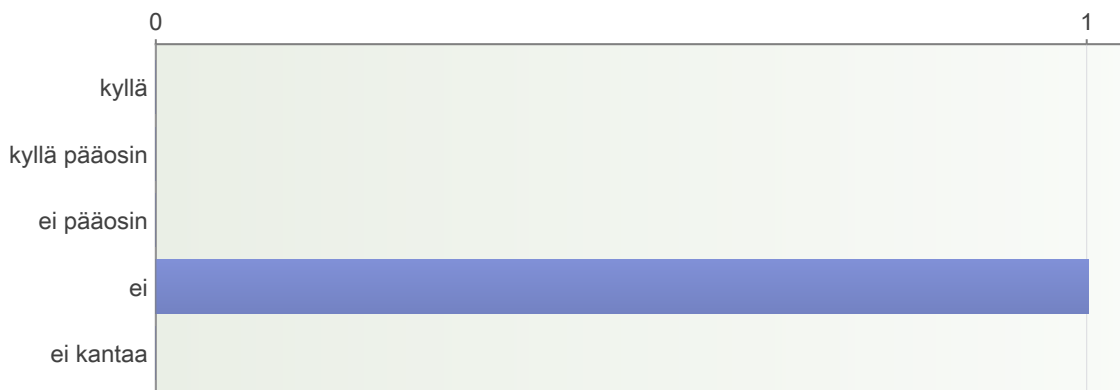 0 1
kyllä
kyllä pääosin
ei pääosin
ei
ei kantaa